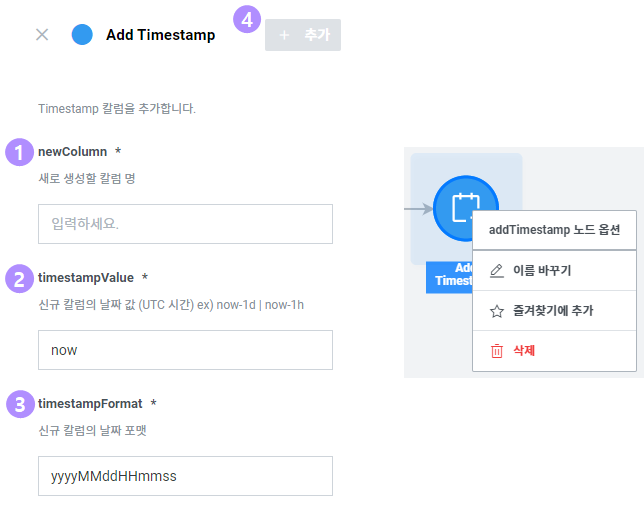 Add Timestamp
4
+ 추가
Timestamp 칼럼을 추가합니다.
1
newColumn *
새로 생성할 칼럼 명
입력하세요.
2
timestampValue *
신규 칼럼의 날짜 값 (UTC 시간) ex) now-1d | now-1h
now
3
timestampFormat *
신규 칼럼의 날짜 포맷
yyyyMMddHHmmss
Add
Timesta
addTimestamp 노드 옵션
이름 바꾸기
즐겨찾기에 추가
삭제